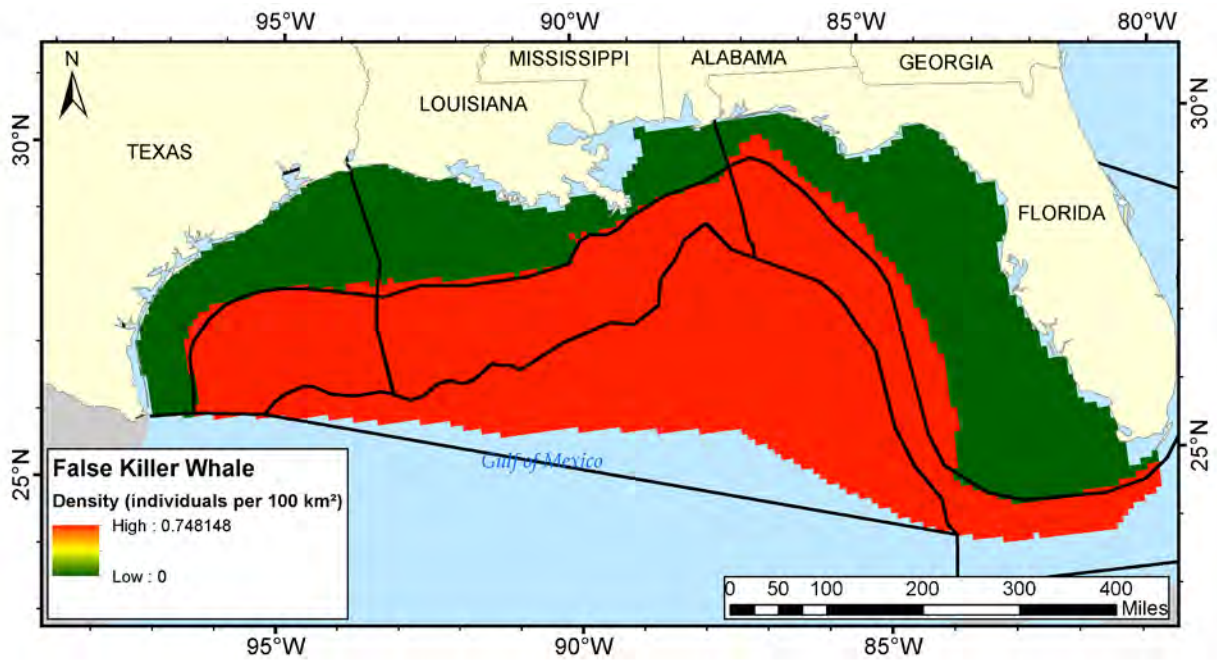 95°W 90°W 85°W 80°W
N
MISSISSIPPI ALABAMA GEORGIA
LOUISIANA
30°N TEXAS 30°N
FLORIDA
25°N 25°N
Gulf of Mexico
False Killer Whale
Density (individuals per 100 km²)
High : 0.748148
Low : 0
0 50 100 200 300 400
Miles
95°W 90°W 85°W 80°W